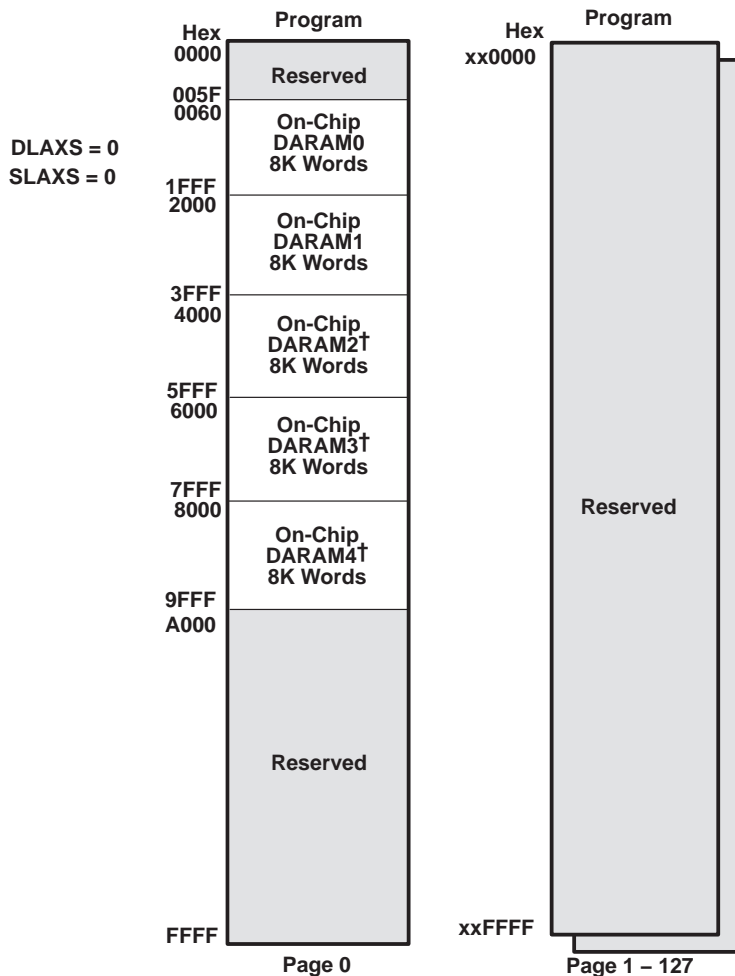 Program
Hex
0000
Reserved
005F
0060
DLAXS = 0
SLAXS = 0
On-Chip
DARAM0
8K Words
1FFF
2000
On-Chip
DARAM1
8K Words
3FFF
4000
On-Chip
DARAM2†
8K Words
5FFF
6000
On-Chip
DARAM3†
8K Words
7FFF
8000
On-Chip
DARAM4†
8K Words
9FFF
A000
Reserved
FFFF
Page 0
Program
Hex
xx0000
Reserved
xxFFFF
Page 1 – 127